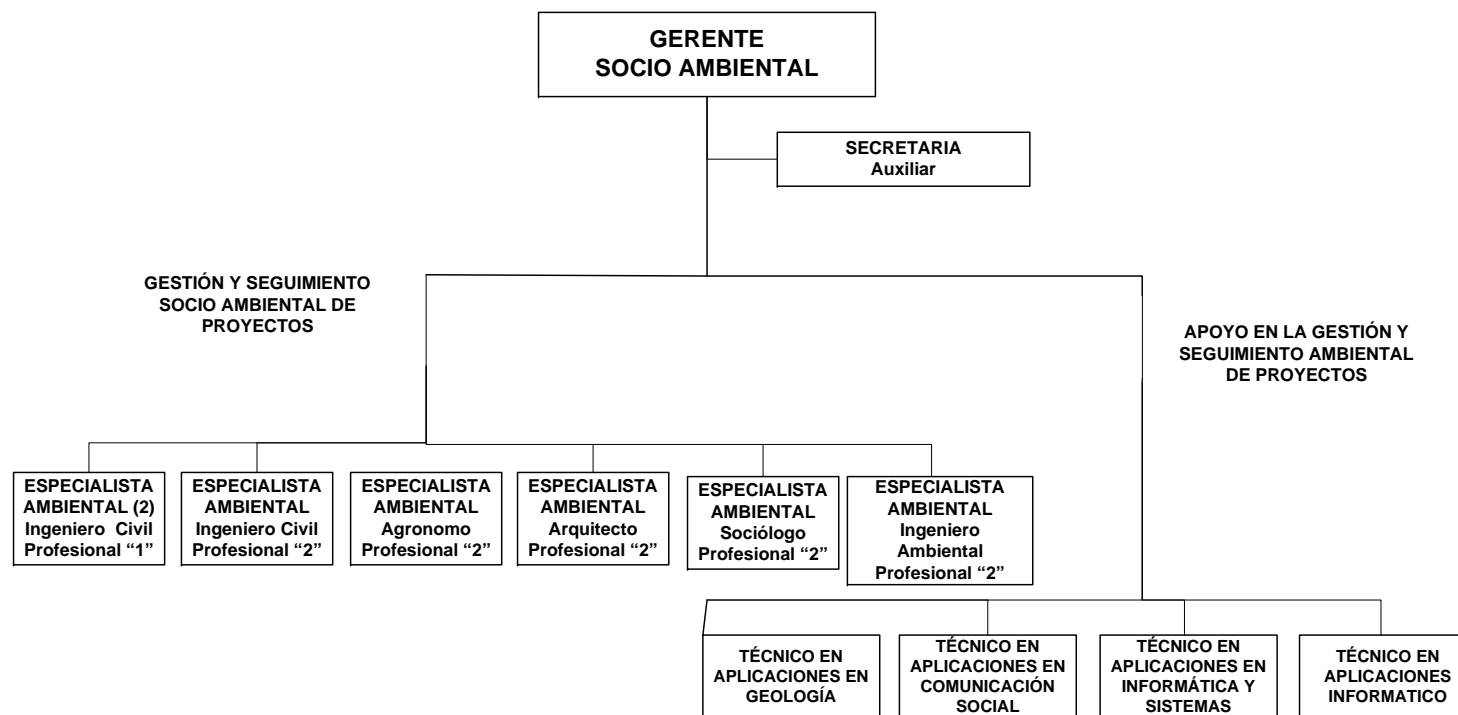 GERENTE
SOCIO AMBIENTAL
SECRETARIA
Auxiliar
GESTIÓN Y SEGUIMIENTO
SOCIO AMBIENTAL DE
PROYECTOS
APOYO EN LA GESTIÓN Y
SEGUIMIENTO AMBIENTAL
DE PROYECTOS
ESPECIALISTA
AMBIENTAL (2)
Ingeniero Civil
Profesional “1”
ESPECIALISTA
AMBIENTAL
Ingeniero Civil
Profesional “2”
ESPECIALISTA
AMBIENTAL
Agronomo
Profesional “2”
ESPECIALISTA
AMBIENTAL
Arquitecto
Profesional “2”
ESPECIALISTA
AMBIENTAL
Sociólogo
Profesional “2”
ESPECIALISTA
AMBIENTAL
Ingeniero
Ambiental
Profesional “2”
TÉCNICO EN
APLICACIONES EN
GEOLOGÍA
TÉCNICO EN
APLICACIONES EN
COMUNICACIÓN
SOCIAL
TÉCNICO EN
APLICACIONES EN
INFORMÁTICA Y
SISTEMAS
TÉCNICO EN
APLICACIONES
INFORMATICO